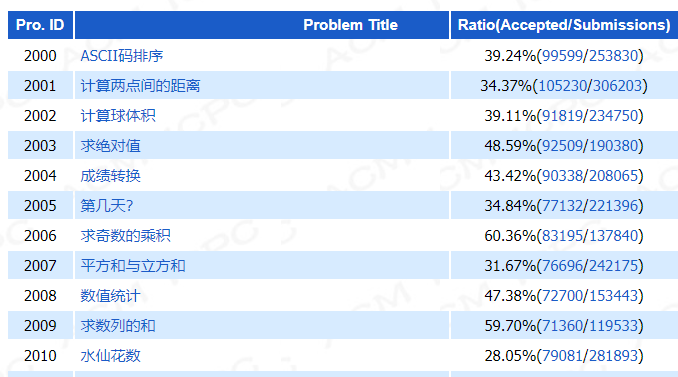 Pro. ID Problem Title Ratio(Accepted/Submissions)
2000 ASCII码排序 39.24%(99599/253830)
2001 计算两点间的距离 34.37%(105230/306203)
2002 计算球体积 39.11%(91819/234750)
2003 求绝对值 48.59%(92509/190380)
2004 成绩转换 43.42%(90338/208065)
2005 第几天? 34.84%(77132/221396)
2006 求奇数的乘积 60.36%(83195/137840)
2007 平方和与立方和 31.67%(76696/242175)
2008 数值统计 47.38%(72700/153443)
2009 求数列的和 59.70%(71360/119533)
2010 水仙花数 28.05%(79081/281893)